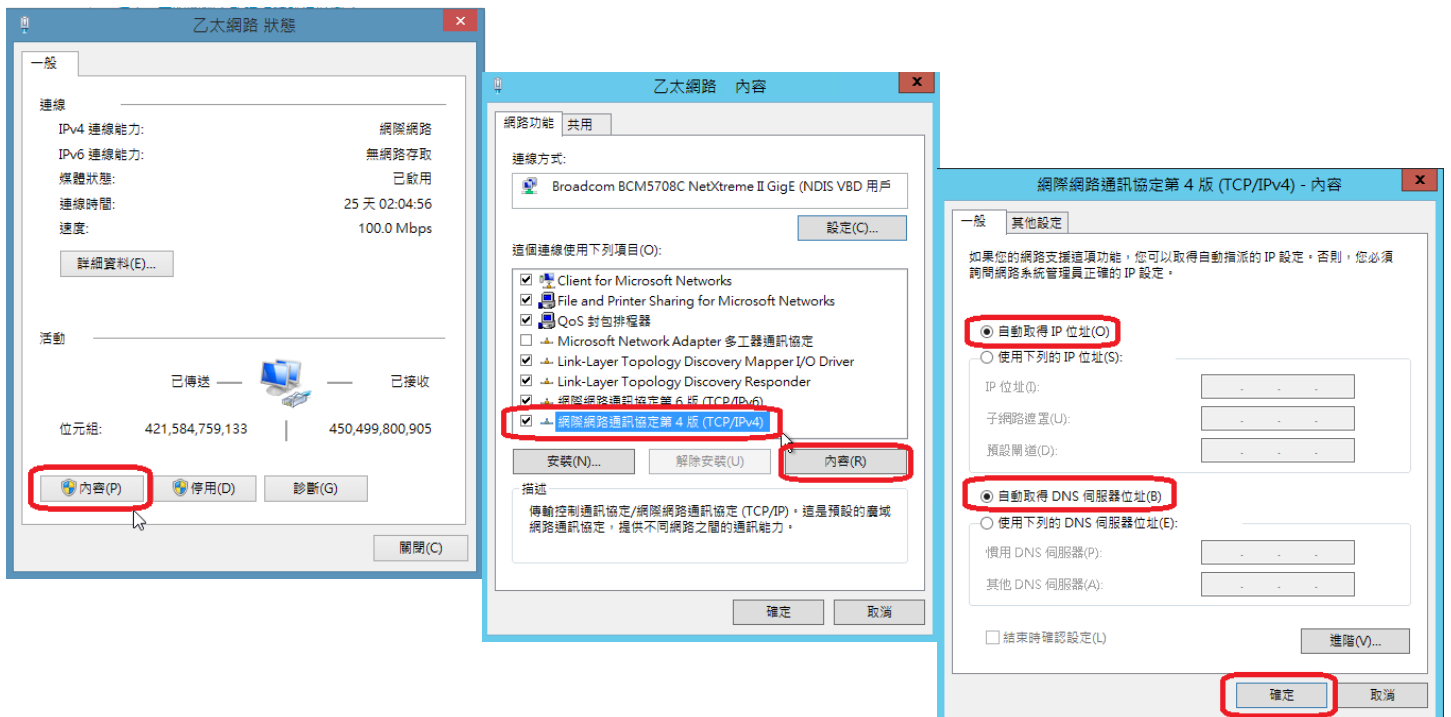 乙太網路 狀態
一般
連線
IPv4 連線能力: 網際網路
IPv6 連線能力: 無網路存取
媒體狀態: 已啟用
連線時間: 25 天 02:04:56
速度: 100.0 Mbps
詳細資料(E)...
活動
已傳送 已接收
位元組: 421,584,759,133 450,499,800,905
內容(P) 停用(D) 診斷(G)
關閉(C)
乙太網路 內容
網路功能 共用
連線方式:
Broadcom BCM5708C NetXtreme II GigE (NDIS VBD 用戶
設定(C)...
這個連線使用下列項目(O):
Client for Microsoft Networks
File and Printer Sharing for Microsoft Networks
QoS 封包排程器
Microsoft Network Adapter 多工器通訊協定
Link-Layer Topology Discovery Mapper I/O Driver
Link-Layer Topology Discovery Responder
網際網路通訊協定第 6 版 (TCP/IPv6)
網際網路通訊協定第 4 版 (TCP/IPv4)
安裝(N)... 解除安裝(U) 內容(R)
描述
傳輸控制通訊協定/網際網路通訊協定 (TCP/IP)。這是預設的廣域
網路通訊協定，提供不同網路之間的通訊能力。
確定 取消
網際網路通訊協定第 4 版 (TCP/IPv4) - 內容
一般 其他設定
如果您的網路支援這項功能，您可以取得自動指派的 IP 設定。否則，您必須
詢問網路系統管理員正確的 IP 設定。
自動取得 IP 位址(O)
使用下列的 IP 位址(S):
IP 位址(I):
子網路遮罩(U):
預設閘道(D):
自動取得 DNS 伺服器位址(B)
使用下列的 DNS 伺服器位址(E):
慣用 DNS 伺服器(P):
其他 DNS 伺服器(A):
結束時確認設定(L)
進階(V)...
確定 取消